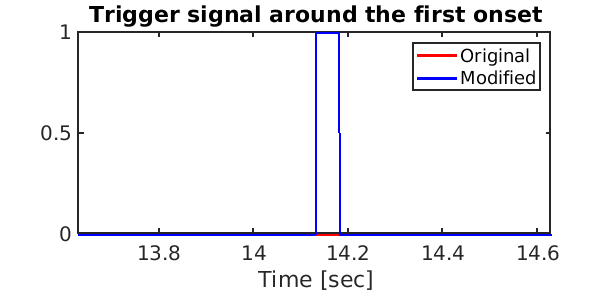 Trigger signal around the first onset
1
0.5
0
Original
Modified
13.8 14 14.2 14.4 14.6
Time [sec]